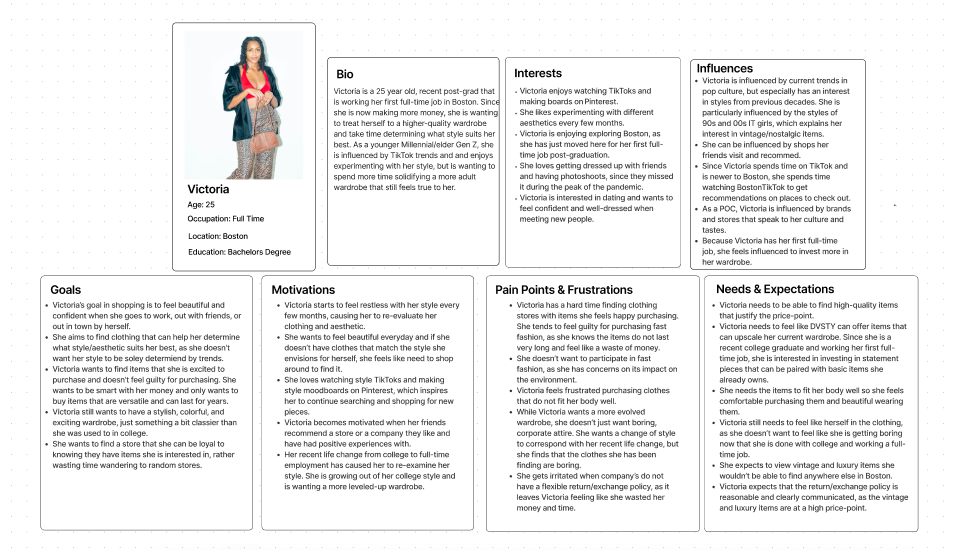 Victoria
Age: 25
Occupation: Full Time
Location: Boston
Education: Bachelors Degree
Bio
Victoria is a 25 year old, recent post-grad that
is working her first full-time job in Boston. Since
she is now making more money, she is wanting
to treat herself to a higher-quality wardrobe
and take time determining what style suits her
best. As a younger Millennial/elder Gen Z, she
is influenced by TikTok trends and and enjoys
experimenting with her style, but is wanting to
spend more time solidifying a more adult
wardrobe that still feels true to her.
Interests
• Victoria enjoys watching TikToks and
making boards on Pinterest.
• She likes experimenting with different
aesthetics every few months.
• Victoria is enjoying exploring Boston, as
she has just moved here for her first full-
time job post-graduation.
• She loves getting dressed up with friends
and having photoshoots, since they missed
it during the peak of the pandemic.
• Victoria is interested in dating and wants to
feel confident and well-dressed when
meeting new people.
Influences
• Victoria is influenced by current trends in
pop culture, but especially has an interest
in styles from previous decades. She is
particularly influenced by the styles of
90s and 00s IT girls, which explains her
interest in vintage/nostalgic items.
• She can be influenced by shops her
friends visit and recommed.
• Since Victoria spends time on TikTok and
is newer to Boston, she spends time
watching BostonTikTok to get
recommendations on places to check out.
• As a POC, Victoria is influenced by brands
and stores that speak to her culture and
tastes.
• Because Victoria has her first full-time
job, she feels influenced to invest more in
her wardrobe.
Goals
• Victoria's goal in shopping is to feel beautiful and
confident when she goes to work, out with friends, or
out in town by herself.
• She aims to find clothing that can help her determine
what style/aesthetic suits her best, as she doesn't
want her style to be soley determiend by trends.
• Victoria wants to find items that she is excited to
purchase and doesn't feel guilty for purchasing. She
wants to be smart with her money and only wants to
buy items that are versatile and can last for years.
• Victoria still wants to have a stylish, colorful, and
exciting wardrobe, just something a bit classier than
she was used to in college.
• She wants to find a store that she can be loyal to
knowing they have items she is interested in, rather
wasting time wandering to random stores.
Motivations
• Victoria starts to feel restless with her style every
few months, causing her to re-evaluate her
clothing and aesthetic.
• She wants to feel beautiful everyday and if she
doesn't have clothes that match the style she
envisions for herself, she feels like need to shop
around to find it.
• She loves watching style TikToks and making
style moodboards on Pinterest, which inspires
her to continue searching and shopping for new
pieces.
• Victoria becomes motivated when her friends
recommend a store or a company they like and
have had positive experiences with.
• Her recent life change from college to full-time
employment has caused her to re-examine her
style. She is growing out of her college style and
is wanting a more leveled-up wardrobe.
Pain Points & Frustrations
• Victoria has a hard time finding clothing
stores with items she feels happy purchasing.
She tends to feel guilty for purchasing fast
fashion, as she knows the items do not last
very long and feel like a waste of money.
• She doesn't want to participate in fast
fashion, as she has concerns on its impact on
the environment.
• Victoria feels frustrated purchasing clothes
that do not fit her body well.
• While Victoria wants a more evolved
wardrobe, she doesn't just want boring,
corporate attire. She wants a change of style
to correspond with her recent life change, but
she finds that the clothes she has been
finding are boring.
• She gets irritated when company's do not
have a flexible return/exchange policy, as it
leaves Victoria feeling like she wasted her
money and time.
Needs & Expectations
• Victoria needs to be able to find high-quality items
that justify the price-point.
• Victoria needs to feel like DVSTY can offer items that
can upscale her current wardrobe. Since she is a
recent college graduate and working her first full-
time job, she is interested in investing in statement
pieces that can be paired with basic items she
already owns.
• She needs the items to fit her body well so she feels
comfortable purchasing them and beautiful wearing
them.
• Victoria still needs to feel like herself in the clothing,
as she doesn't want to feel like she is getting boring
now that she is done with college and working a full-
time job.
• She expects to view vintage and luxury items she
wouldn't be able to find anywhere else in Boston.
• Victoria expects that the return/exchange policy is
reasonable and clearly communicated, as the vintage
and luxury items are at a high price-point.